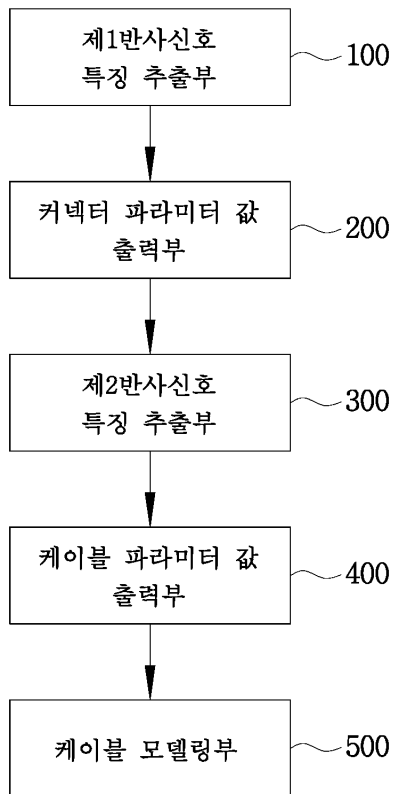 제1반사신호
특징 추출부
100
커넥터 파라미터 값
출력부
200
제2반사신호
특징 추출부
300
케이블 파라미터 값
출력부
400
케이블 모델링부
500